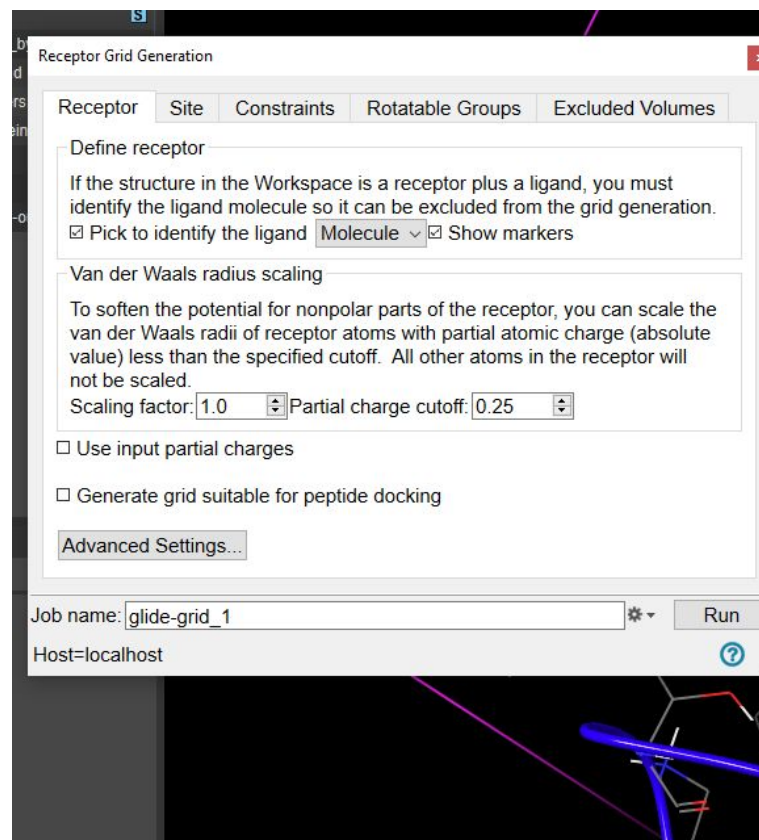 S
Receptor Grid Generation
Receptor Site Constraints Rotatable Groups Excluded Volumes
Define receptor
If the structure in the Workspace is a receptor plus a ligand, you must
identify the ligand molecule so it can be excluded from the grid generation.
Pick to identify the ligand Molecule Show markers
Van der Waals radius scaling
To soften the potential for nonpolar parts of the receptor, you can scale the
van der Waals radii of receptor atoms with partial atomic charge (absolute
value) less than the specified cutoff. All other atoms in the receptor will
not be scaled.
Scaling factor: 1.0 Partial charge cutoff: 0.25
Use input partial charges
Generate grid suitable for peptide docking
Advanced Settings...
Job name: glide-grid_1 Run
Host=localhost ?